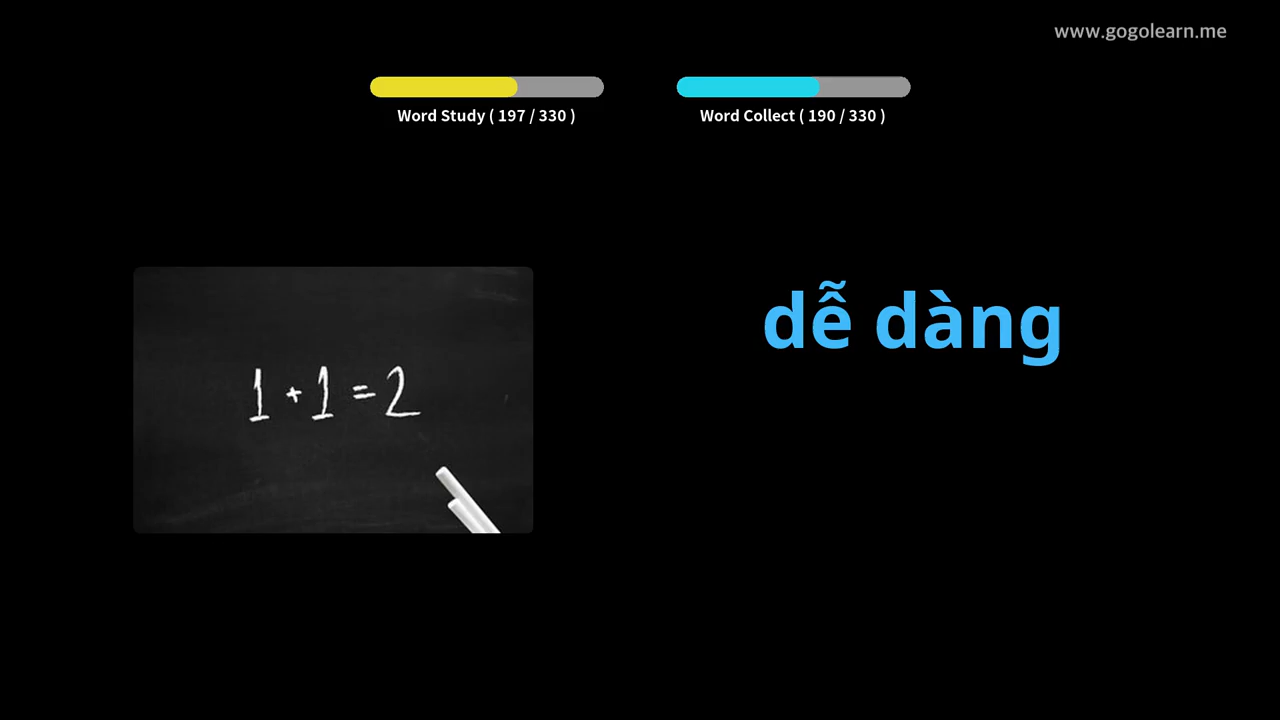 www.gogolearn.me
Word Study ( 197 / 330 )
Word Collect ( 190 / 330 )
dễ dàng
1 + 1 = 2